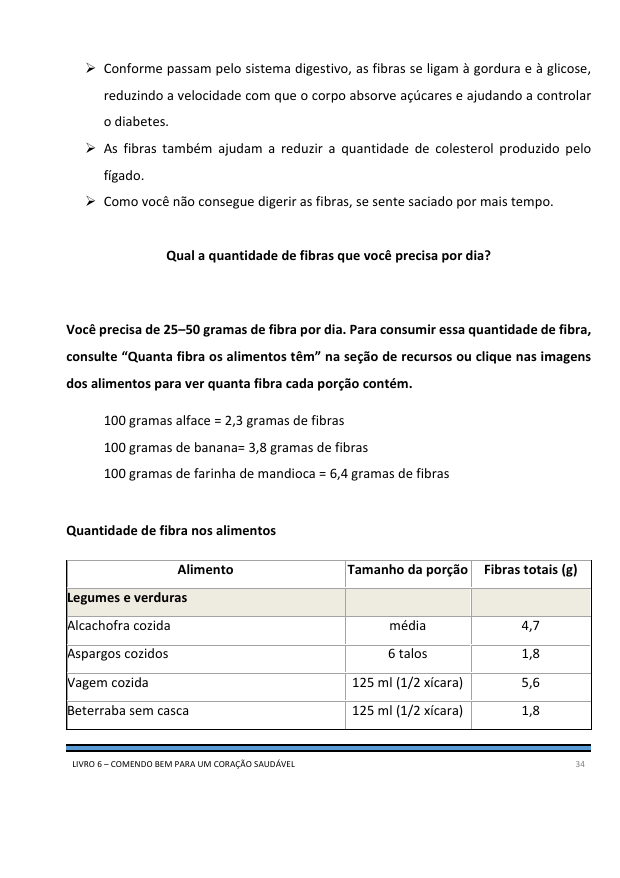 ➢ Conforme passam pelo sistema digestivo, as fibras se ligam à gordura e à glicose,
reduzindo a velocidade com que o corpo absorve açúcares e ajudando a controlar
o diabetes.
➢ As fibras também ajudam a reduzir a quantidade de colesterol produzido pelo
fígado.
➢ Como você não consegue digerir as fibras, se sente saciado por mais tempo.
Qual a quantidade de fibras que você precisa por dia?
Você precisa de 25–50 gramas de fibra por dia. Para consumir essa quantidade de fibra,
consulte “Quanta fibra os alimentos têm” na seção de recursos ou clique nas imagens
dos alimentos para ver quanta fibra cada porção contém.
100 gramas alface = 2,3 gramas de fibras
100 gramas de banana= 3,8 gramas de fibras
100 gramas de farinha de mandioca = 6,4 gramas de fibras
Quantidade de fibra nos alimentos
Alimento Tamanho da porção Fibras totais (g)
Legumes e verduras
Alcachofra cozida média 4,7
Aspargos cozidos 6 talos 1,8
Vagem cozida 125 ml (1/2 xícara) 5,6
Beterraba sem casca 125 ml (1/2 xícara) 1,8
LIVRO 6 – COMENDO BEM PARA UM CORAÇÃO SAUDÁVEL 34